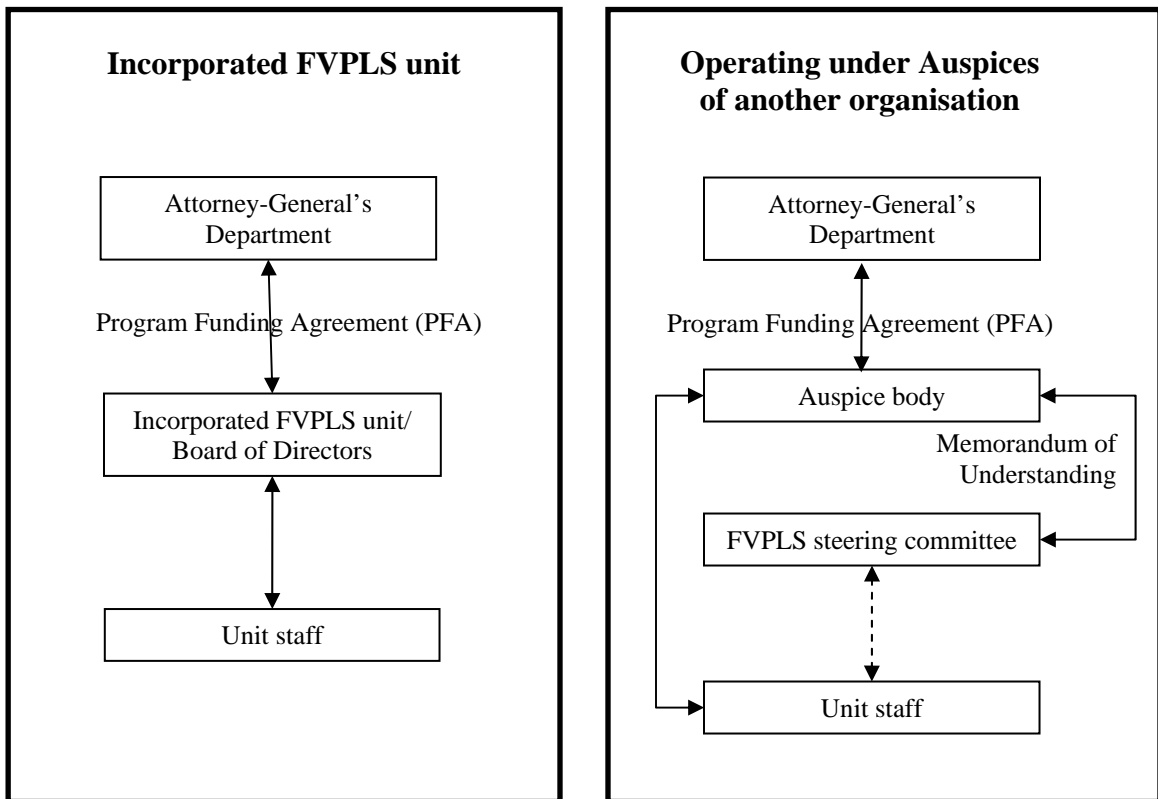 Incorporated FVPLS unit
Attorney-General's
Department
Program Funding Agreement (PFA)
Incorporated FVPLS unit/
Board of Directors
Unit staff
Operating under Auspices
of another organisation
Attorney-General's
Department
Program Funding Agreement (PFA)
Auspice body
Memorandum of
Understanding
FVPLS steering committee
Unit staff